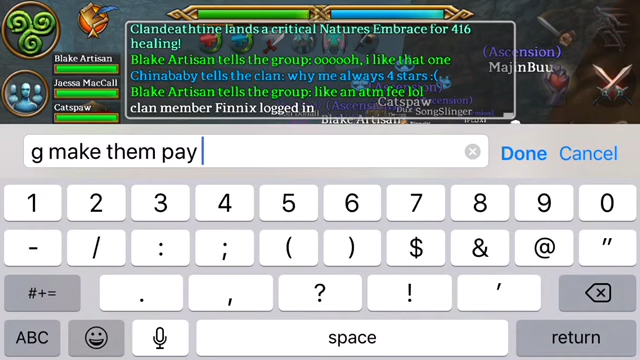 Clandeathtine lands a critical Natures Embrace for 416
healing!
Blake Artisan tells the group: oooooh, i like that one
Chinababy tells the clan: why me always 4 stars :(
Blake Artisan tells the group: like an atm fee lol
clan member Finnix logged in.
Blake Artisan
Jaessa MacCall
Catspaw
(Ascension)
MajinBuu
Catspaw
SongSlinger
Blake Artisan
g make them pay
Done Cancel
1 2 3 4 5 6 7 8 9 0
- / : ; ( ) $ & @ "
#+= . , ? ! '
ABC space return